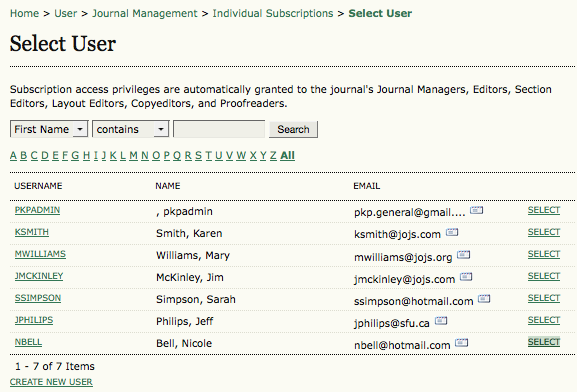 Home > User > Journal Management > Individual Subscriptions > Select User
Select User
Subscription access privileges are automatically granted to the journal's Journal Managers, Editors, Section
Editors, Layout Editors, Copyeditors, and Proofreaders.
First Name contains Search
A B C D E F G H I J K L M N O P Q R S T U V W X Y Z All
USERNAME NAME EMAIL
PKPADMIN , pkpadmin pkp.general@gmail.... SELECT
KSMITH Smith, Karen ksmith@jojs.com SELECT
MWILLIAMS Williams, Mary mwilliams@jojs.org SELECT
JMCKINLEY McKinley, Jim jmckinley@jojs.com SELECT
SSIMPSON Simpson, Sarah ssimpson@hotmail.com SELECT
JPHILIPS Philips, Jeff jphilips@sfu.ca SELECT
NBELL Bell, Nicole nbell@hotmail.com SELECT
1 - 7 of 7 Items
CREATE NEW USER